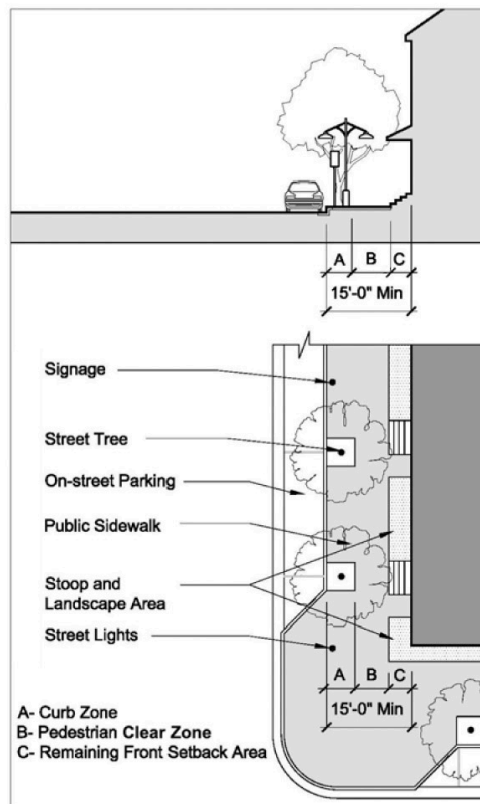 A B C
15'-0" Min
Signage
Street Tree
On-street Parking
Public Sidewalk
Stoop and
Landscape Area
Street Lights
A B C
15'-0" Min
A- Curb Zone
B- Pedestrian Clear Zone
C- Remaining Front Setback Area